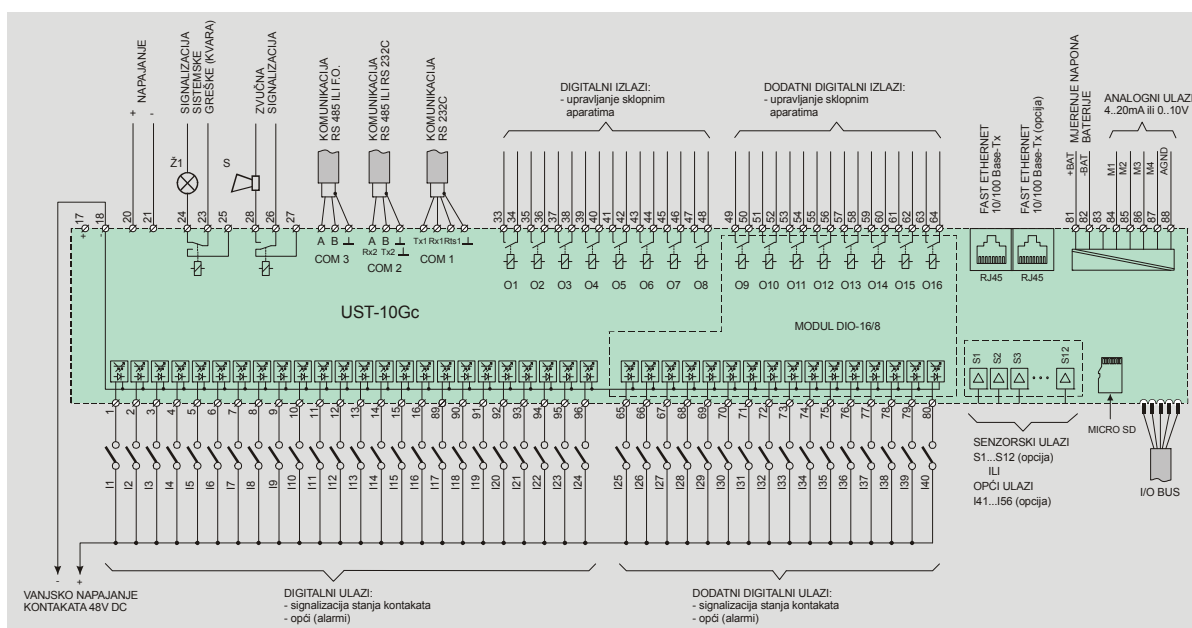 NAPAJANJE
+ -
SIGNALIZACIJA
SISTEMSKE
GREŠKE (KVARA)
ZVUČNA
SIGNALIZACIJA
KOMUNIKACIJA
RS 485 ILI F.O.
KOMUNIKACIJA
RS 485 ILI RS 232C
KOMUNIKACIJA
RS 232C
DIGITALNI IZLAZI:
- upravljanje sklopnim
aparatima
DODATNI DIGITALNI IZLAZI:
- upravljanje sklopnim
aparatima
FAST ETHERNET
10/100 Base-Tx
FAST ETHERNET
10/100 Base-Tx (opcija)
MJERENJE NAPONA
BATERIJE
+BAT
-BAT
ANALOGNI ULAZI
4..20mA ili 0..10V
M1 M2 M3 M4 AGND
Ž1 S
17 18 20 21 24 23 25 28 26 27
33 34 35 36 37 38 39 40 41 42 43 44 45 46 47 48
49 50 51 52 53 54 55 56 57 58 59 60 61 62 63 64
81 82 83 84 85 86 87 88
+ -
A B
COM 3
A B
Rx2 Tx2
COM 2
Tx1 Rx1 Rts1
COM 1
O1 O2 O3 O4 O5 O6 O7 O8
O9 O10 O11 O12 O13 O14 O15 O16
RJ45 RJ45
UST-10Gc
MODUL DIO-16/8
S1 S2 S3 S12
1 2 3 4 5 6 7 8 9 10 11 12 13 14 15 16 89 90 91 92 93 94 95 96
65 66 67 68 69 70 71 72 73 74 75 76 77 78 79 80
MICRO SD
I1 I2 I3 I4 I5 I6 I7 I8 I9 I10 I11 I12 I13 I14 I15 I16 I17 I18 I19 I20 I21 I22 I23 I24
I25 I26 I27 I28 I29 I30 I31 I32 I33 I34 I35 I36 I37 I38 I39 I40
SENZORSKI ULAZI
S1...S12 (opcija)
ILI
OPĆI ULAZI
I41...I56 (opcija)
I/O BUS
- +
VANJSKO NAPAJANJE
KONTAKATA 48V DC
DIGITALNI ULAZI:
- signalizacija stanja kontakata
- opći (alarmi)
DODATNI DIGITALNI ULAZI:
- signalizacija stanja kontakata
- opći (alarmi)